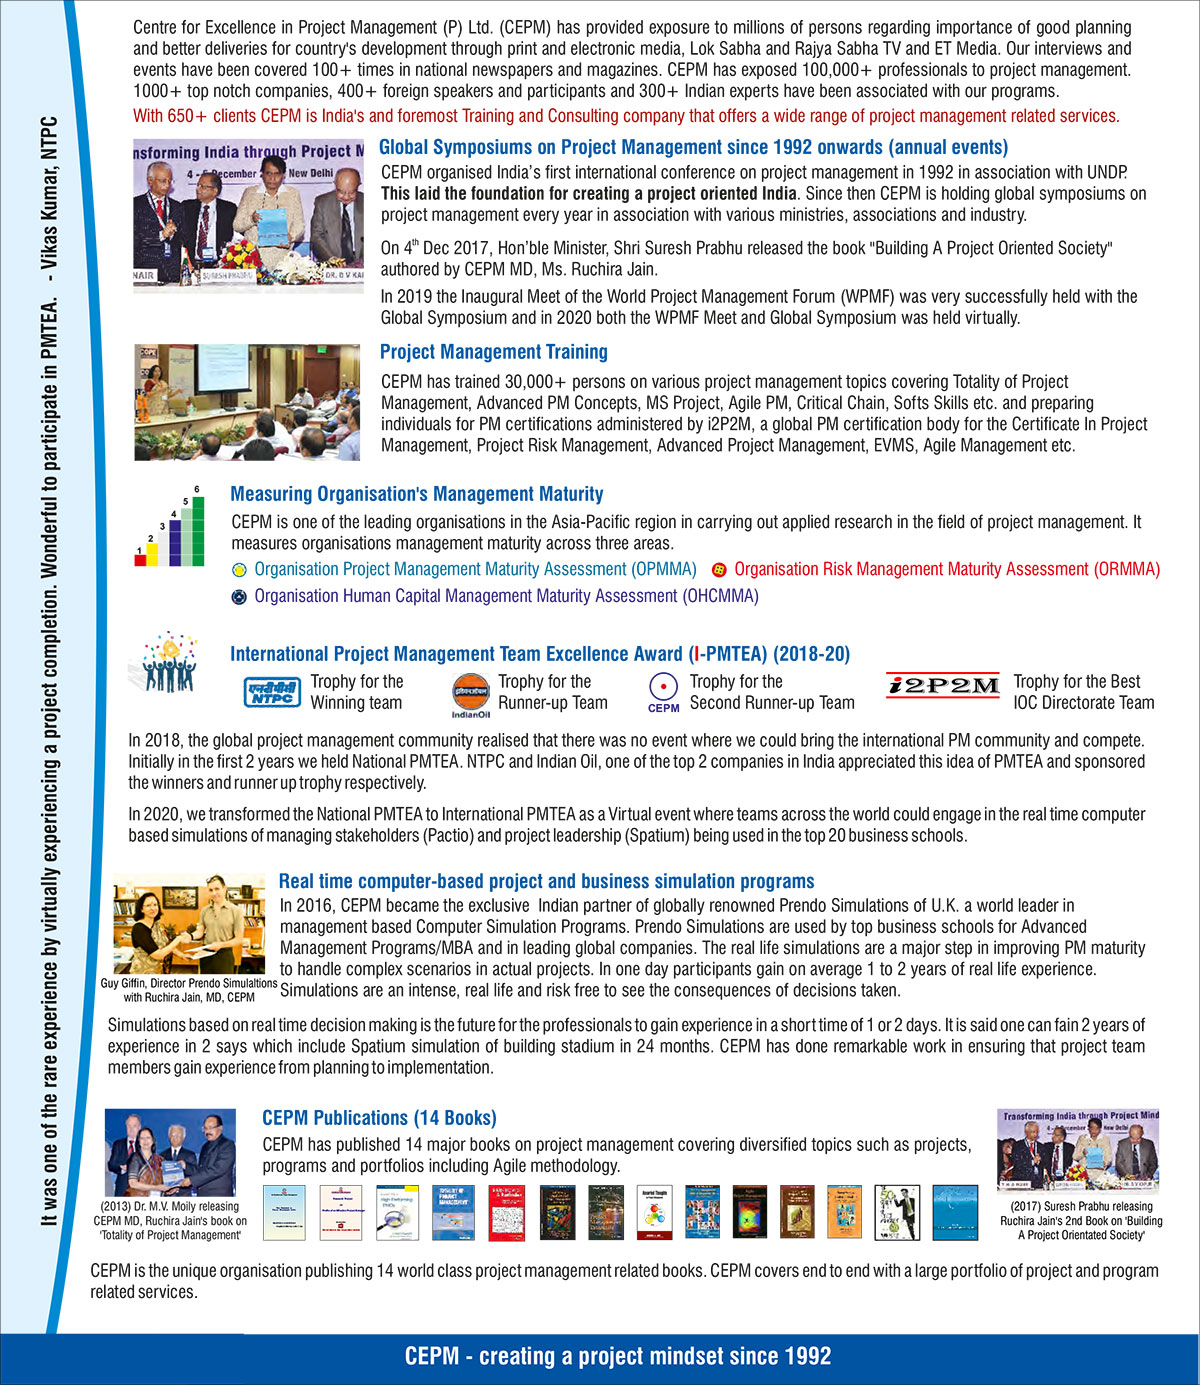 Centre for Excellence in Project Management (P) Ltd. (CEPM) has provided exposure to millions of persons regarding importance of good planning
and better deliveries for country's development through print and electronic media, Lok Sabha and Rajya Sabha TV and ET Media. Our interviews and
events have been covered 100+ times in national newspapers and magazines. CEPM has exposed 100,000+ professionals to project management.
1000+ top notch companies, 400+ foreign speakers and participants and 300+ Indian experts have been associated with our programs.
With 650+ clients CEPM is India's and foremost Training and Consulting company that offers a wide range of project management related services.
It was one of the rare experience by virtually experiencing a project completion. Wonderful to participate in PMTEA. - Vikas Kumar, NTPC
nsforming India through Project M
4 - 5 December New Delhi
NAIR SURESH PRABHU DR. D V KAP
Global Symposiums on Project Management since 1992 onwards (annual events)
CEPM organised India's first international conference on project management in 1992 in association with UNDP.
This laid the foundation for creating a project oriented India. Since then CEPM is holding global symposiums on
project management every year in association with various ministries, associations and industry.
On 4th Dec 2017, Hon'ble Minister, Shri Suresh Prabhu released the book "Building A Project Oriented Society"
authored by CEPM MD, Ms. Ruchira Jain.
In 2019 the Inaugural Meet of the World Project Management Forum (WPMF) was very successfully held with the
Global Symposium and in 2020 both the WPMF Meet and Global Symposium was held virtually.
Project Management Training
CEPM has trained 30,000+ persons on various project management topics covering Totality of Project
Management, Advanced PM Concepts, MS Project, Agile PM, Critical Chain, Softs Skills etc. and preparing
individuals for PM certifications administered by i2P2M, a global PM certification body for the Certificate In Project
Management, Project Risk Management, Advanced Project Management, EVMS, Agile Management etc.
1 2 3 4 5 6
Measuring Organisation's Management Maturity
CEPM is one of the leading organisations in the Asia-Pacific region in carrying out applied research in the field of project management. It
measures organisations management maturity across three areas.
Organisation Project Management Maturity Assessment (OPMMA) Organisation Risk Management Maturity Assessment (ORMMA)
Organisation Human Capital Management Maturity Assessment (OHCMMA)
International Project Management Team Excellence Award (I-PMTEA) (2018-20)
एनटीपीसी
NTPC
Trophy for the
Winning team
इंडियनऑयल
IndianOil
Trophy for the
Runner-up Team
CEPM
Trophy for the
Second Runner-up Team
i2P2M
Trophy for the Best
IOC Directorate Team
In 2018, the global project management community realised that there was no event where we could bring the international PM community and compete.
Initially in the first 2 years we held National PMTEA. NTPC and Indian Oil, one of the top 2 companies in India appreciated this idea of PMTEA and sponsored
the winners and runner up trophy respectively.
In 2020, we transformed the National PMTEA to International PMTEA as a Virtual event where teams across the world could engage in the real time computer
based simulations of managing stakeholders (Pactio) and project leadership (Spatium) being used in the top 20 business schools.
Real time computer-based project and business simulation programs
In 2016, CEPM became the exclusive Indian partner of globally renowned Prendo Simulations of U.K. a world leader in
management based Computer Simulation Programs. Prendo Simulations are used by top business schools for Advanced
Management Programs/MBA and in leading global companies. The real life simulations are a major step in improving PM maturity
to handle complex scenarios in actual projects. In one day participants gain on average 1 to 2 years of real life experience.
Simulations are an intense, real life and risk free to see the consequences of decisions taken.
Guy Giffin, Director Prendo Simulaltions
with Ruchira Jain, MD, CEPM
Simulations based on real time decision making is the future for the professionals to gain experience in a short time of 1 or 2 days. It is said one can fain 2 years of
experience in 2 says which include Spatium simulation of building stadium in 24 months. CEPM has done remarkable work in ensuring that project team
members gain experience from planning to implementation.
CEPM Publications (14 Books)
CEPM has published 14 major books on project management covering diversified topics such as projects,
programs and portfolios including Agile methodology.
(2013) Dr. M.V. Moily releasing
CEPM MD, Ruchira Jain's book on
'Totality of Project Management'
Transforming India through Project Mind
(2017) Suresh Prabhu releasing
Ruchira Jain's 2nd Book on 'Building
A Project Orientated Society'
CEPM is the unique organisation publishing 14 world class project management related books. CEPM covers end to end with a large portfolio of project and program
related services.
CEPM - creating a project mindset since 1992